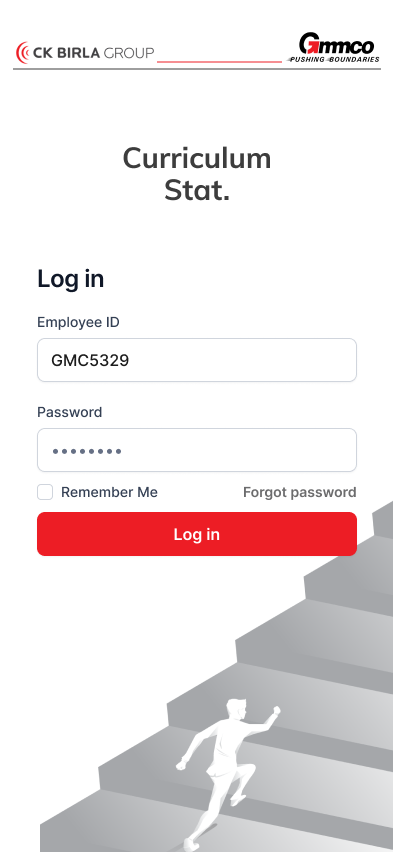 CK BIRLA GROUP
Gmmco
PUSHING BOUNDARIES
Curriculum
Stat.
Log in
Employee ID
GMC5329
Password
Remember Me
Forgot password
Log in